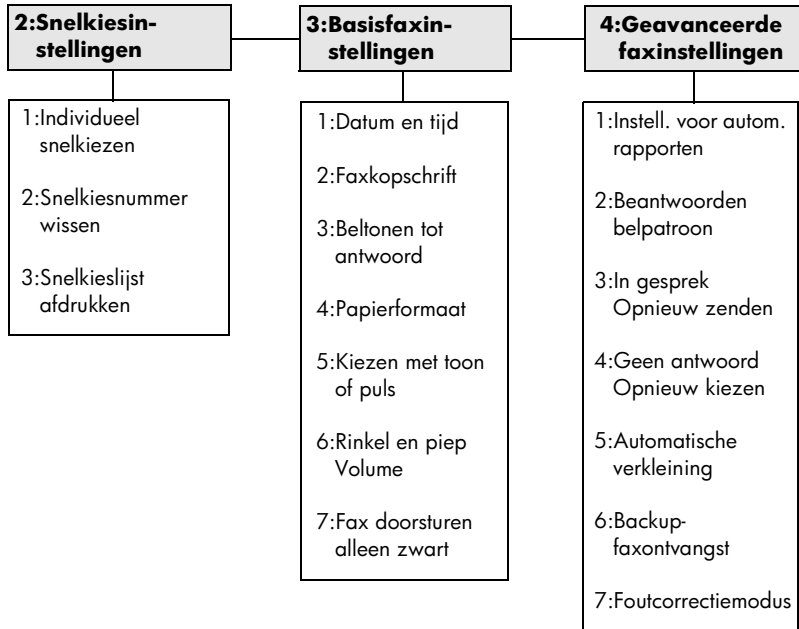 2:Snelkiesin-
stellingen
1:Individueel
snelkiezen
2:Snelkiesnummer
wissen
3:Snelkieslijst
afdrukken
3:Basisfaxin-
stellingen
1:Datum en tijd
2:Faxkopschrift
3:Beltonen tot
antwoord
4:Papierformaat
5:Kiezen met toon
of puls
6:Rinkel en piep
Volume
7:Fax doorsturen
alleen zwart
4:Geavanceerde
faxinstellingen
1:Instell. voor autom.
rapporten
2:Beantwoorden
belpatroon
3:In gesprek
Opnieuw zenden
4:Geen antwoord
Opnieuw kiezen
5:Automatische
verkleining
6:Backup-
faxontvangst
7:Foutcorrectiemodus